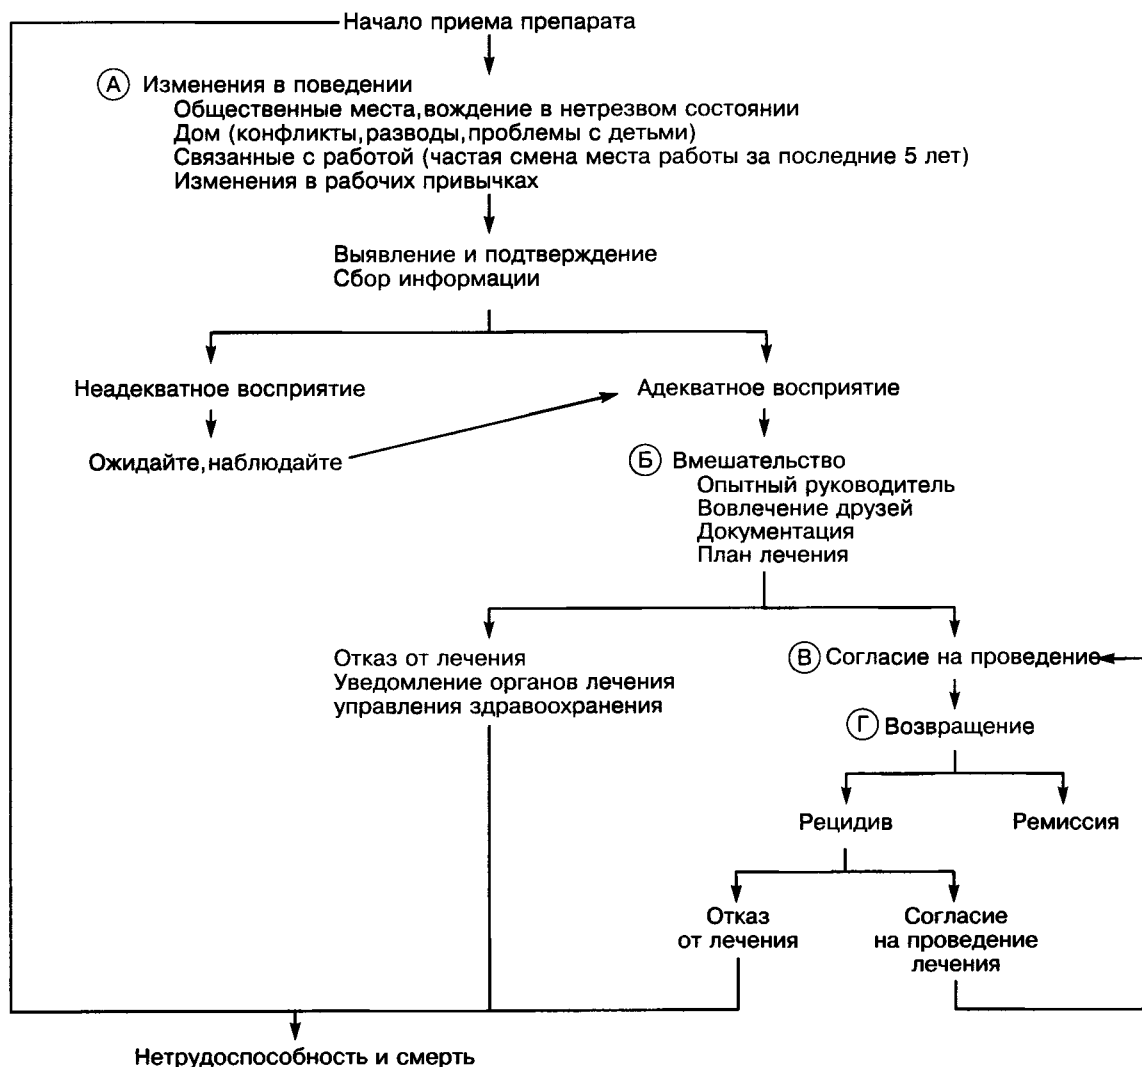 Начало приема препарата
А Изменения в поведении
Общественные места, вождение в нетрезвом состоянии
Дом (конфликты, разводы, проблемы с детьми)
Связанные с работой (частая смена места работы за последние 5 лет)
Изменения в рабочих привычках
Выявление и подтверждение
Сбор информации
Неадекватное восприятие
Адекватное восприятие
Ожидайте, наблюдайте
Б Вмешательство
Опытный руководитель
Вовлечение друзей
Документация
План лечения
Отказ от лечения
Уведомление органов лечения
управления здравоохранения
В Согласие на проведение
Г Возвращение
Рецидив
Ремиссия
Отказ
от лечения
Согласие
на проведение
лечения
Нетрудоспособность и смерть